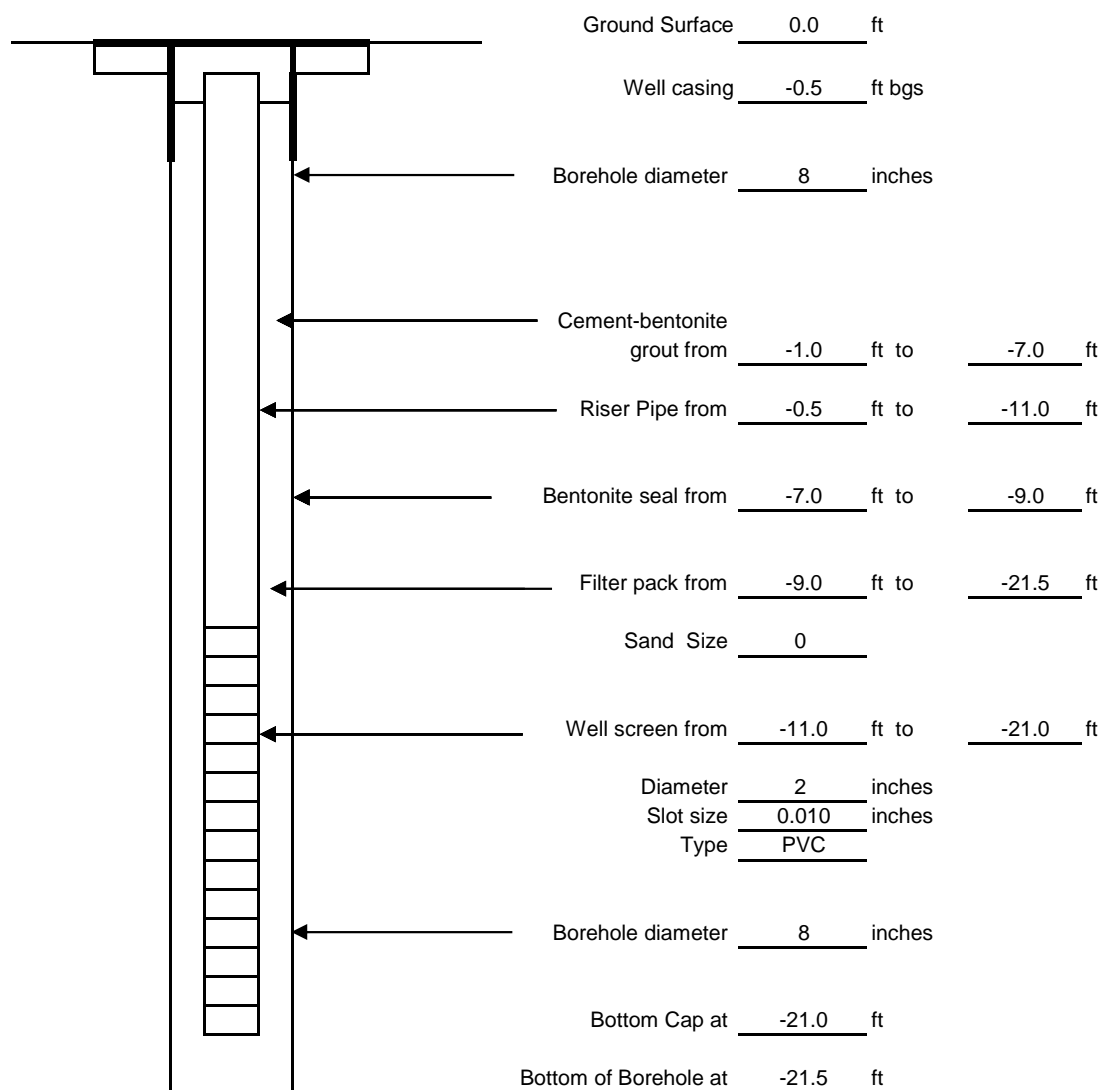 Ground Surface 0.0 ft
Well casing -0.5 ft bgs
Borehole diameter 8 inches
Cement-bentonite
grout from -1.0 ft to -7.0 ft
Riser Pipe from -0.5 ft to -11.0 ft
Bentonite seal from -7.0 ft to -9.0 ft
Filter pack from -9.0 ft to -21.5 ft
Sand Size 0
Well screen from -11.0 ft to -21.0 ft
Diameter 2 inches
Slot size 0.010 inches
Type PVC
Borehole diameter 8 inches
Bottom Cap at -21.0 ft
Bottom of Borehole at -21.5 ft